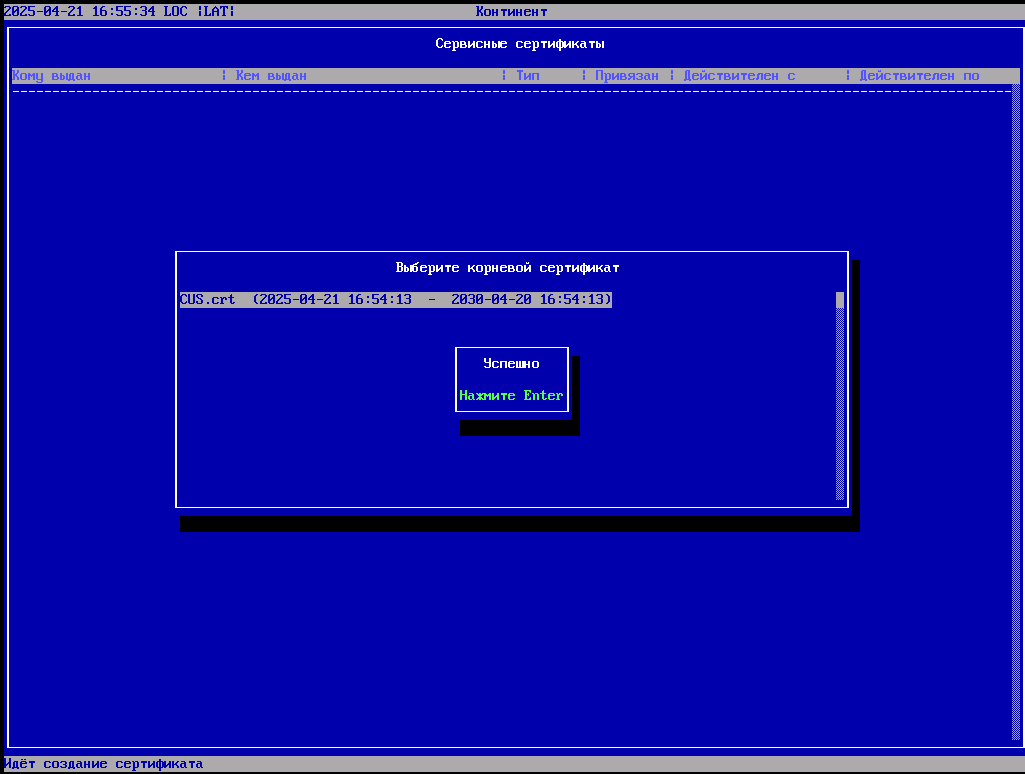 2025-04-21 16:55:34 LOC ¦LAT¦ Континент
Сервисные сертификаты
Кому выдан ¦ Кем выдан ¦ Тип ¦ Привязан ¦ Действителен с ¦ Действителен по
Выберите корневой сертификат
CUS.crt (2025-04-21 16:54:13 - 2030-04-20 16:54:13)
Успешно
Нажмите Enter
Идёт создание сертификата